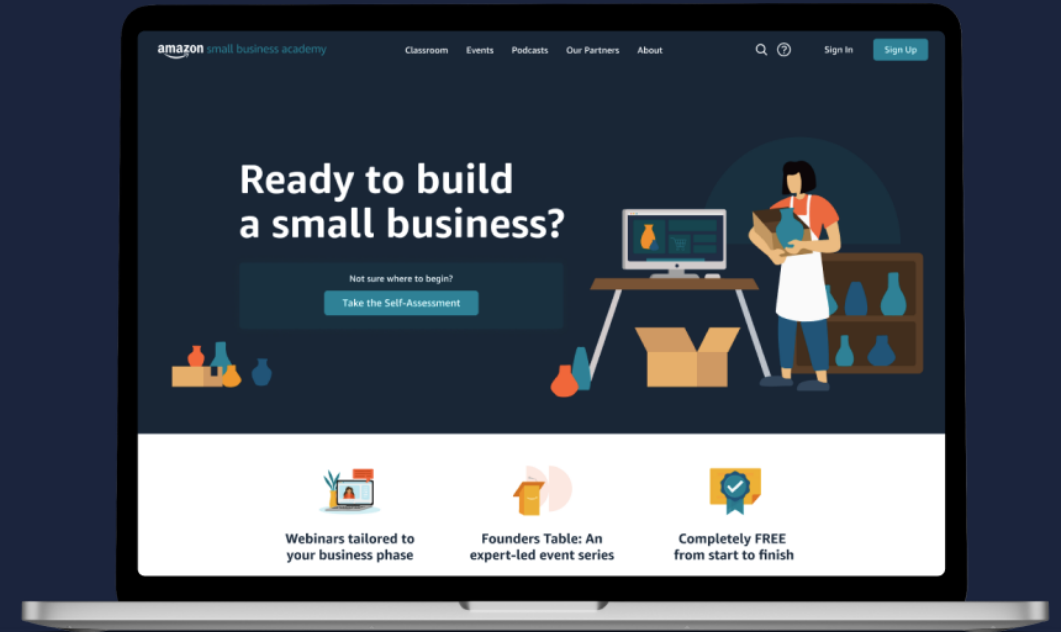 amazon small business academy
Classroom Events Podcasts Our Partners About
? Sign In Sign Up
Ready to build
a small business?
Not sure where to begin?
Take the Self-Assessment
Webinars tailored to
your business phase
Founders Table: An
expert-led event series
Completely FREE
from start to finish